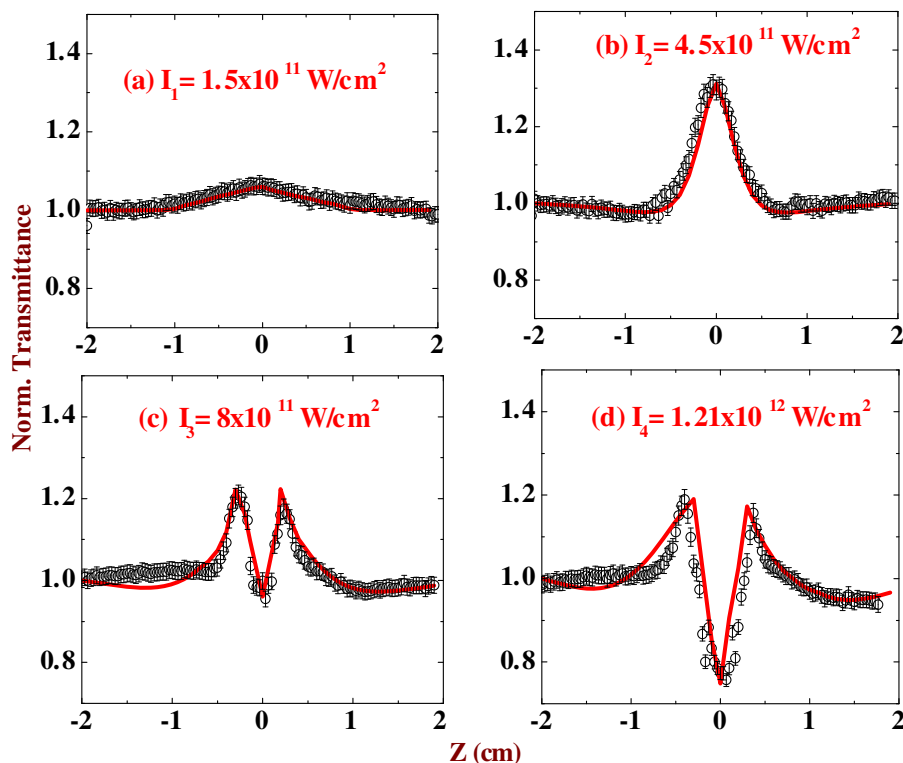 Norm. Transmittance
1.4
1.2
1.0
0.8
(a) I1= 1.5x10 11 W/cm2
-2 -1 0 1 2
1.4
1.2
1.0
0.8
(b) I2= 4.5x10 11 W/cm2
-2 -1 0 1 2
1.4
1.2
1.0
0.8
(c) I3= 8x10 11 W/cm2
-2 -1 0 1 2
1.4
1.2
1.0
0.8
(d) I4= 1.21x10 12 W/cm2
-2 -1 0 1 2
Z (cm)